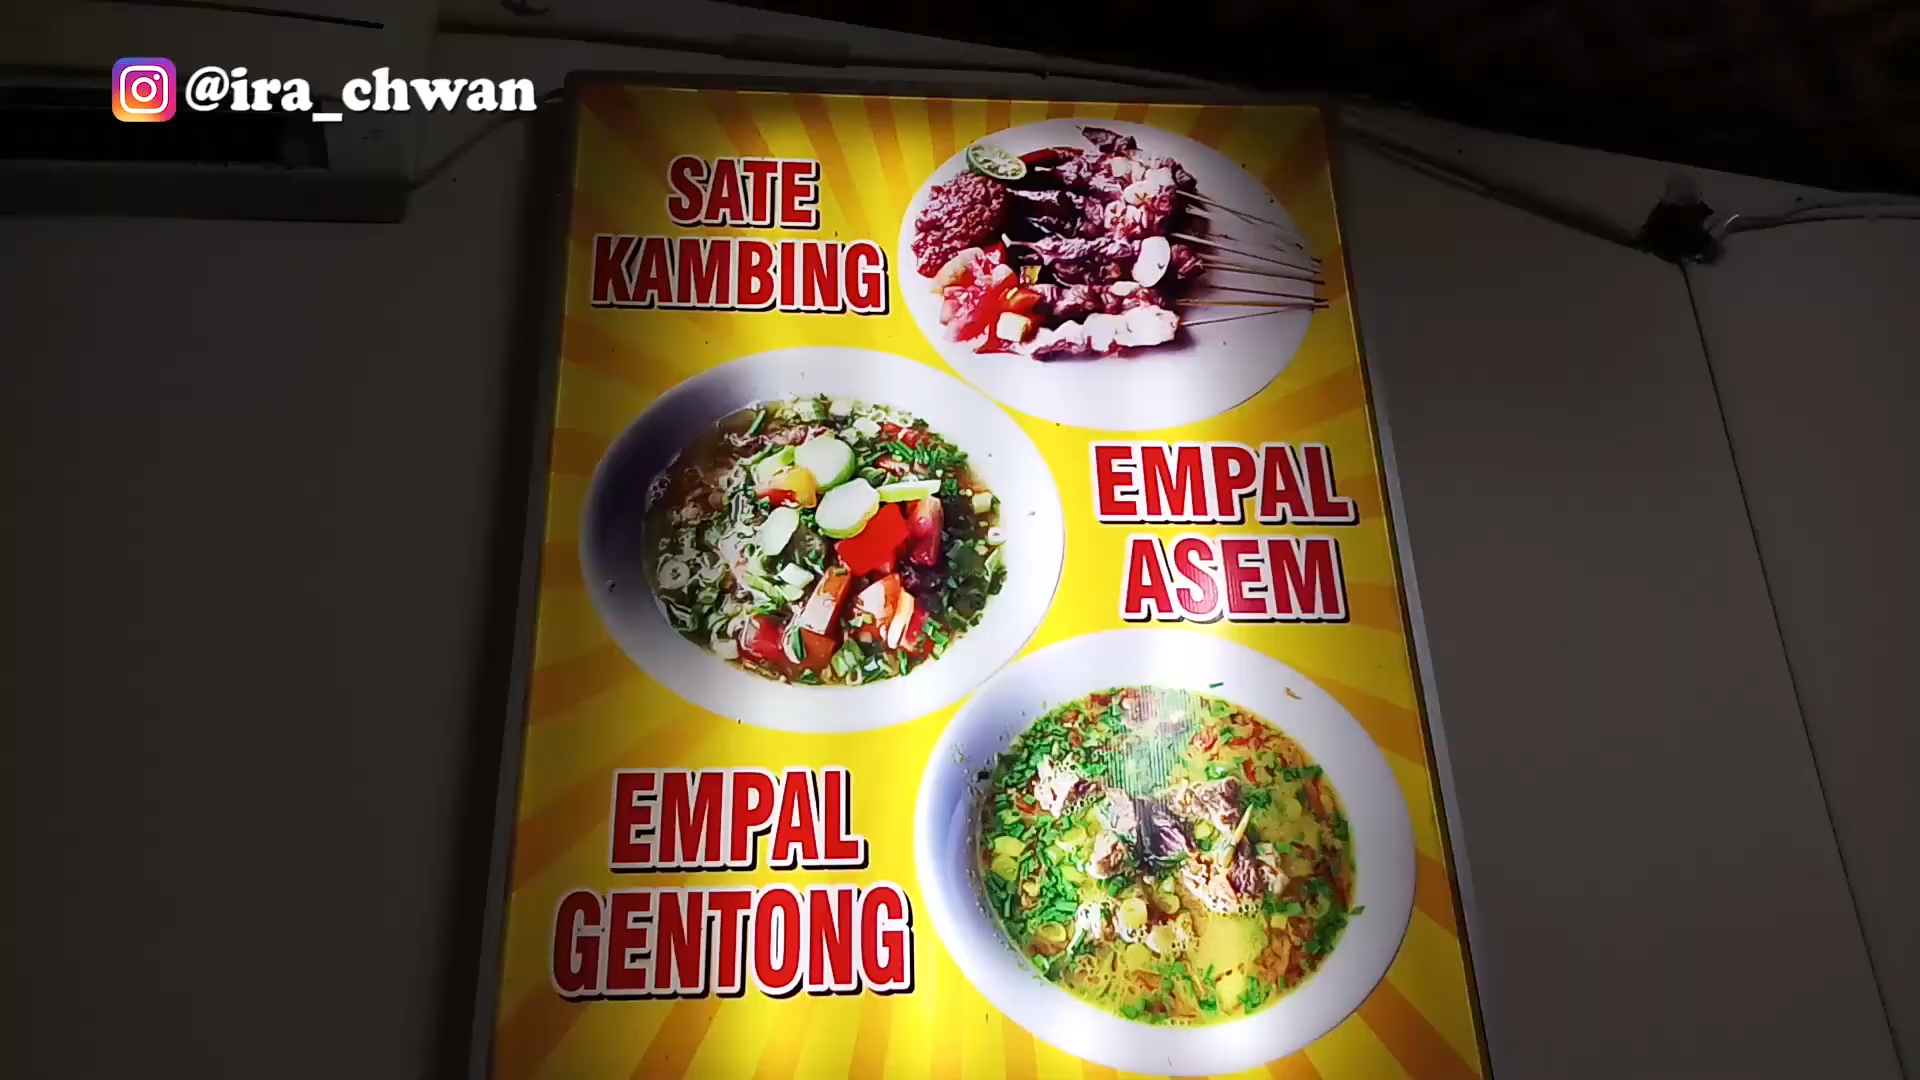 @ira_chwan
SATE
KAMBING
EMPAL
ASEM
EMPAL
GENTONG